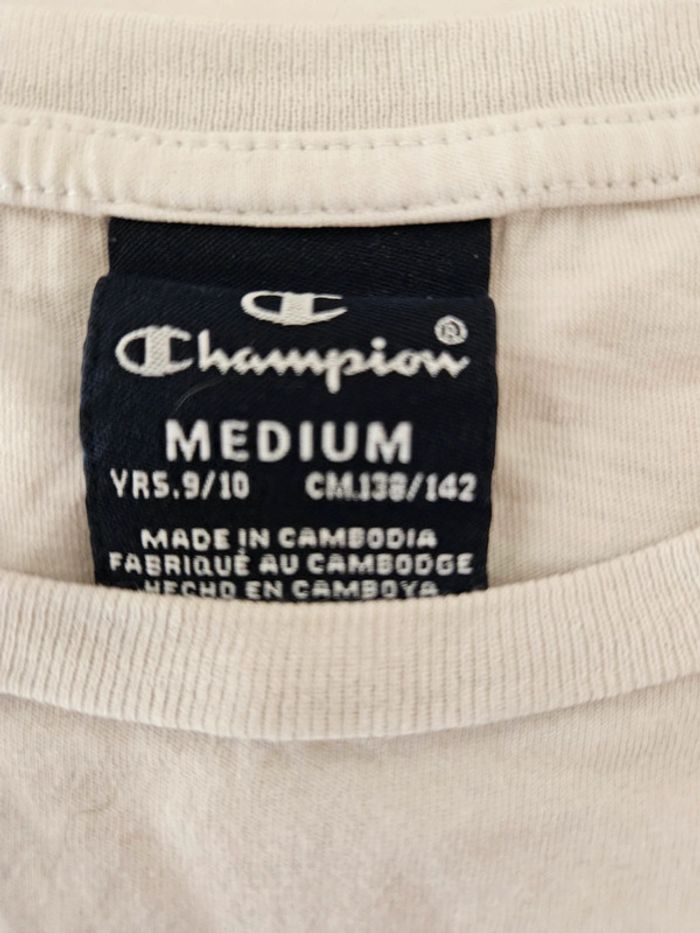 Champion®
MEDIUM
YRS.9/10 CM.138/142
MADE IN CAMBODIA
FABRIQUÉ AU CAMBODGE
HECHO EN CAMBOYA